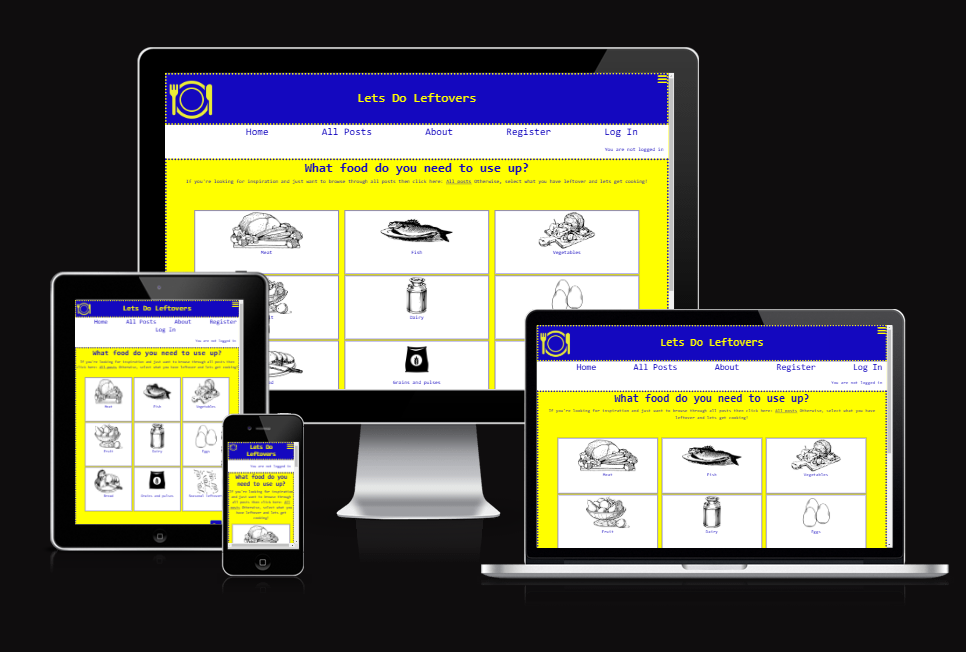 Lets Do Leftovers
Home All Posts About Register Log In
You are not logged in
What food do you need to use up?
If you're looking for inspiration and just want to browse through all posts then click here: All posts Otherwise, select what you have leftover and lets get cooking!
Meat Fish Vegetables
Dairy
Grains and pulses
Lets Do Leftovers
Home All Posts About Register
Log In
You are not logged in
What food do you need to use up?
If you're looking for inspiration and just want to browse through all posts then
click here: All posts Otherwise, select what you have leftover and lets get cooking!
Meat Fish Vegetables
Fruit Dairy Eggs
Bread Grains and pulses
Lets Do
Leftovers
You are not logged in
What food do you
need to use up?
If you're looking for inspiration
and just want to browse through
all posts then click here: All
posts Otherwise, select what you
have leftover and lets get
cooking!
Lets Do Leftovers
Home All Posts About Register Log In
You are not logged in
What food do you need to use up?
If you're looking for inspiration and just want to browse through all posts then click here: All posts Otherwise, select what you have
leftover and lets get cooking!
Meat Fish Vegetables
Fruit Dairy Eggs